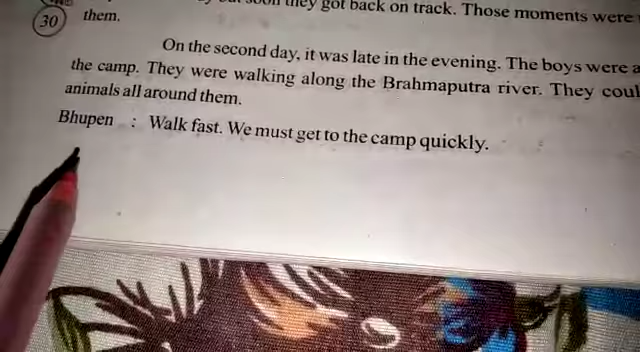 soon they got back on track. Those moments were
30 them.
On the second day, it was late in the evening. The boys were
the camp. They were walking along the Brahmaputra river. They
animals all around them.
Bhupen : Walk fast. We must get to the camp quickly.